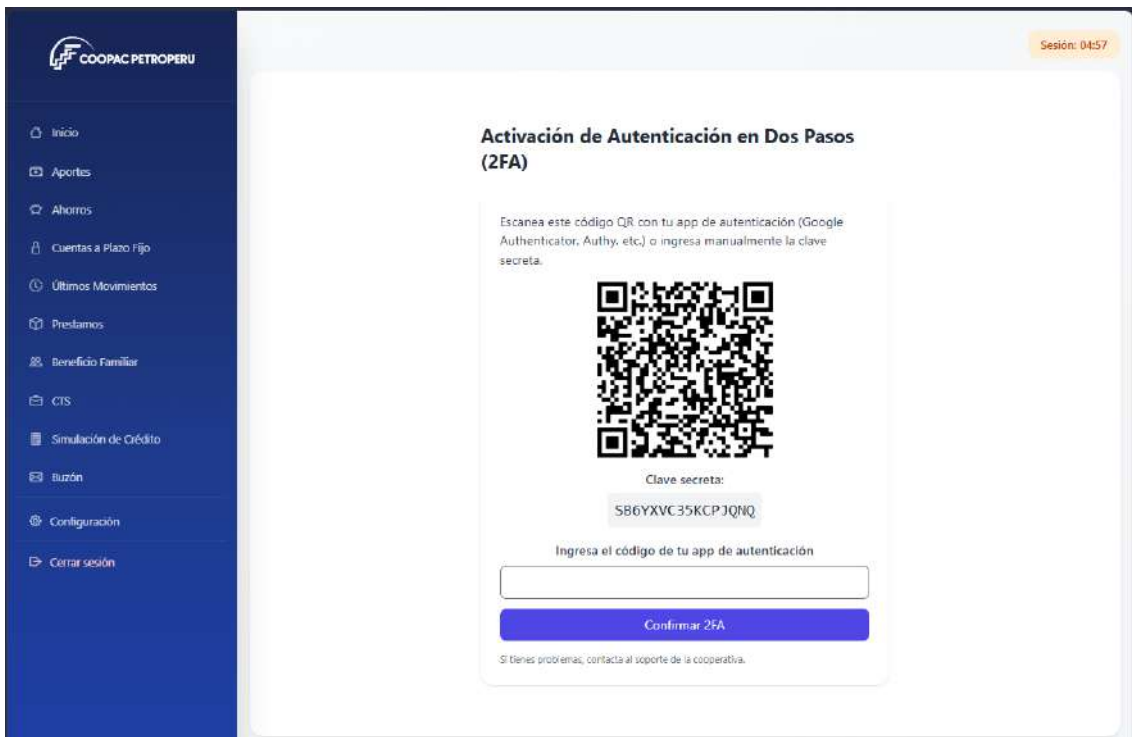 COOPAC PETROPERU
Sesión: 04:57
Inicio
Aportes
Ahorros
Cuentas a Plazo Fijo
Últimos Movimientos
Prestamos
Beneficio Familiar
CTS
Simulación de Crédito
Buzón
Configuración
Cerrar sesión
Activación de Autenticación en Dos Pasos
(2FA)
Escanea este código QR con tu app de autenticación (Google
Authenticator, Authy, etc.) o ingresa manualmente la clave
secreta.
Clave secreta:
SB6YXVC35KCPJQNQ
Ingresa el código de tu app de autenticación
Confirmar 2FA
Si tienes problemas, contacta al soporte de la cooperativa.